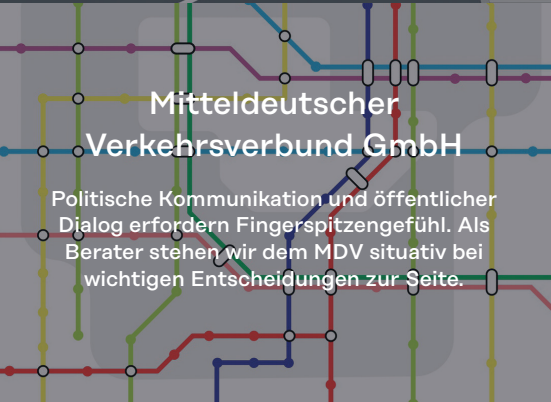 Mitteldeutscher
Verkehrsverbund GmbH
Politische Kommunikation und öffentlicher
Dialog erfordern Fingerspitzengefühl. Als
Berater stehen wir dem MDV situativ bei
wichtigen Entscheidungen zur Seite.